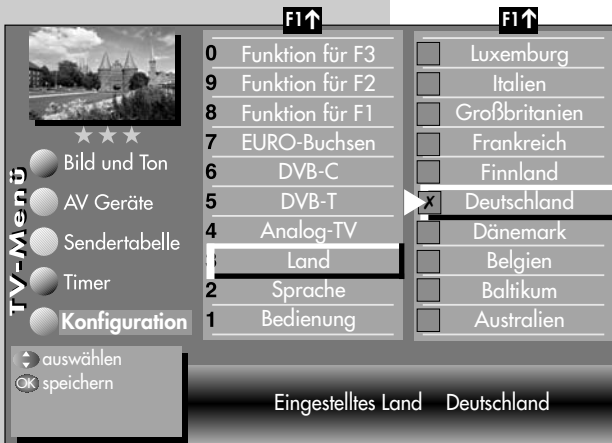 F1↑
F1↑
TV-Menü
Bild und Ton
AV Geräte
Sendertabelle
Timer
Konfiguration
auswählen
OK speichern
0 Funktion für F3
9 Funktion für F2
8 Funktion für F1
7 EURO-Buchsen
6 DVB-C
5 DVB-T
4 Analog-TV
3 Land
2 Sprache
1 Bedienung
Luxemburg
Italien
Großbritanien
Frankreich
Finnland
✗ Deutschland
Dänemark
Belgien
Baltikum
Australien
Eingestelltes Land Deutschland